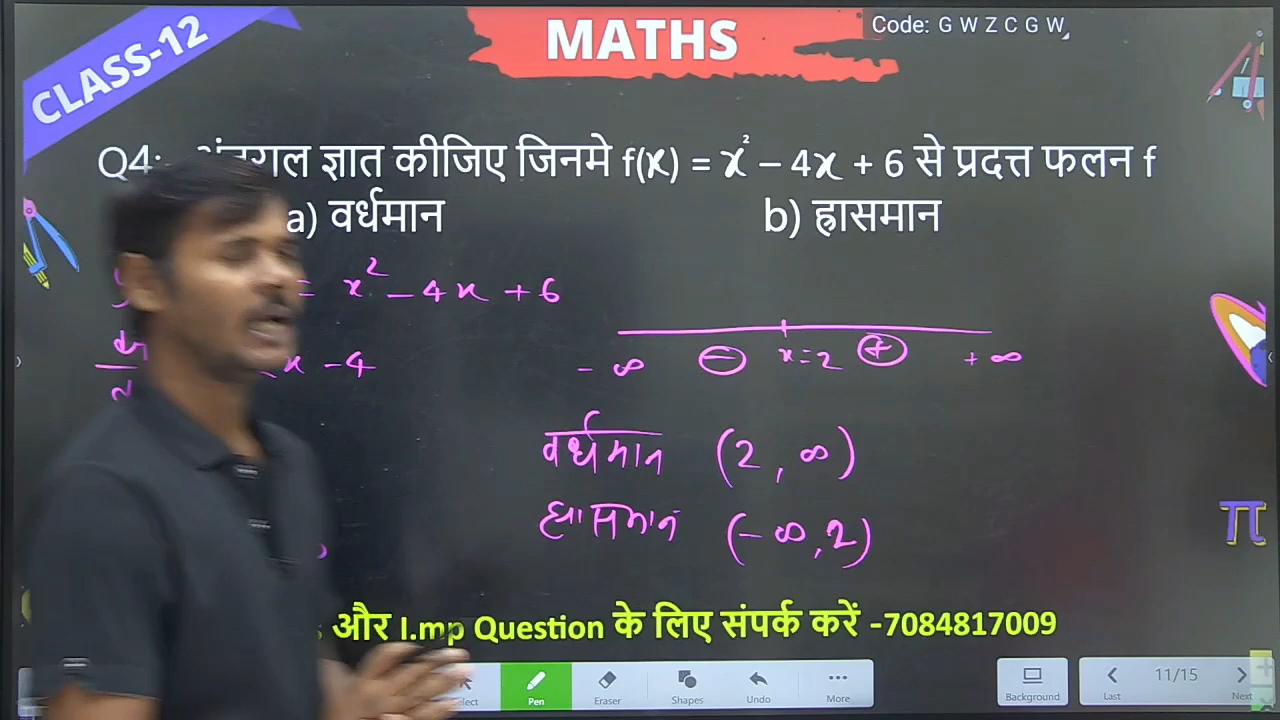 CLASS-12
MATHS
Code: G W Z C G W
Q4:- अंतराल ज्ञात कीजिए जिनमे f(x) = x² – 4x + 6 से प्रदत्त फलन f
a) वर्धमान b) ह्रासमान
= x² – 4x + 6
x – 4
– ∞ – x=2 + + ∞
वर्धमान (2, ∞)
ह्रासमान (– ∞, 2)
और I.mp Question के लिए संपर्क करें -7084817009
Pen Eraser Shapes Undo More Background Last 11/15 Next
π